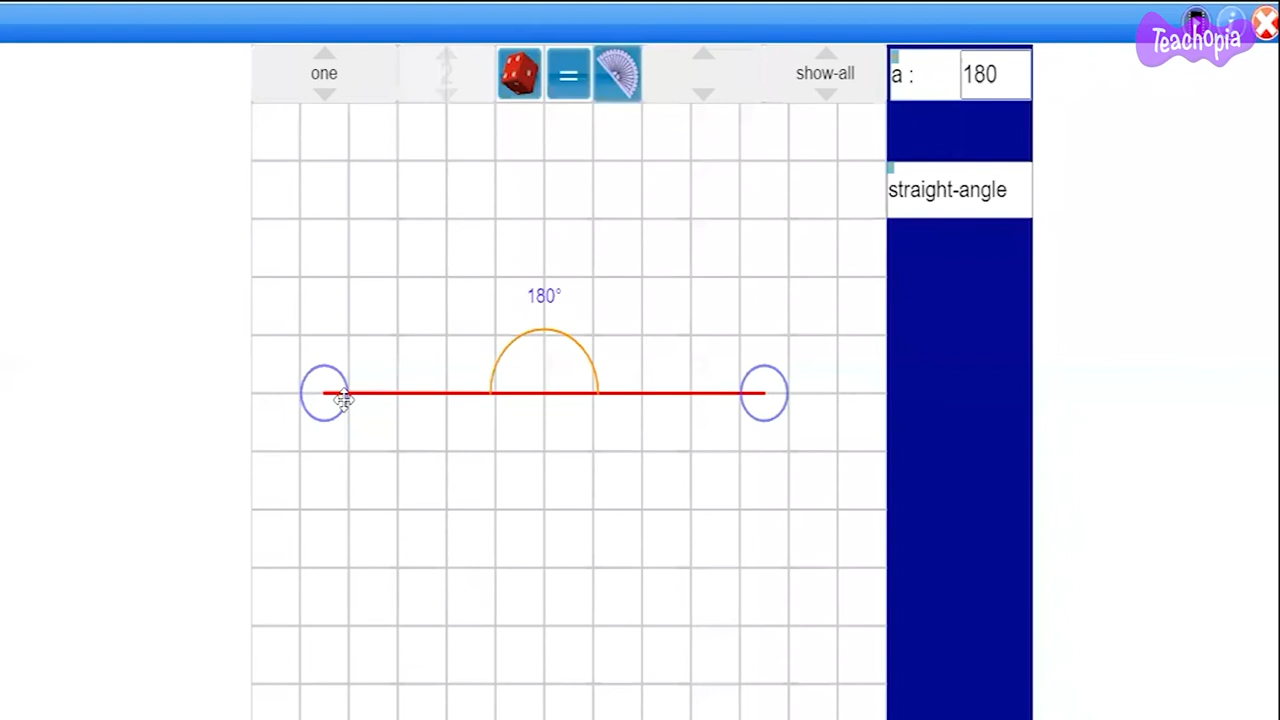 Teachopia
one
=
show-all
a :
180
straight-angle
180°